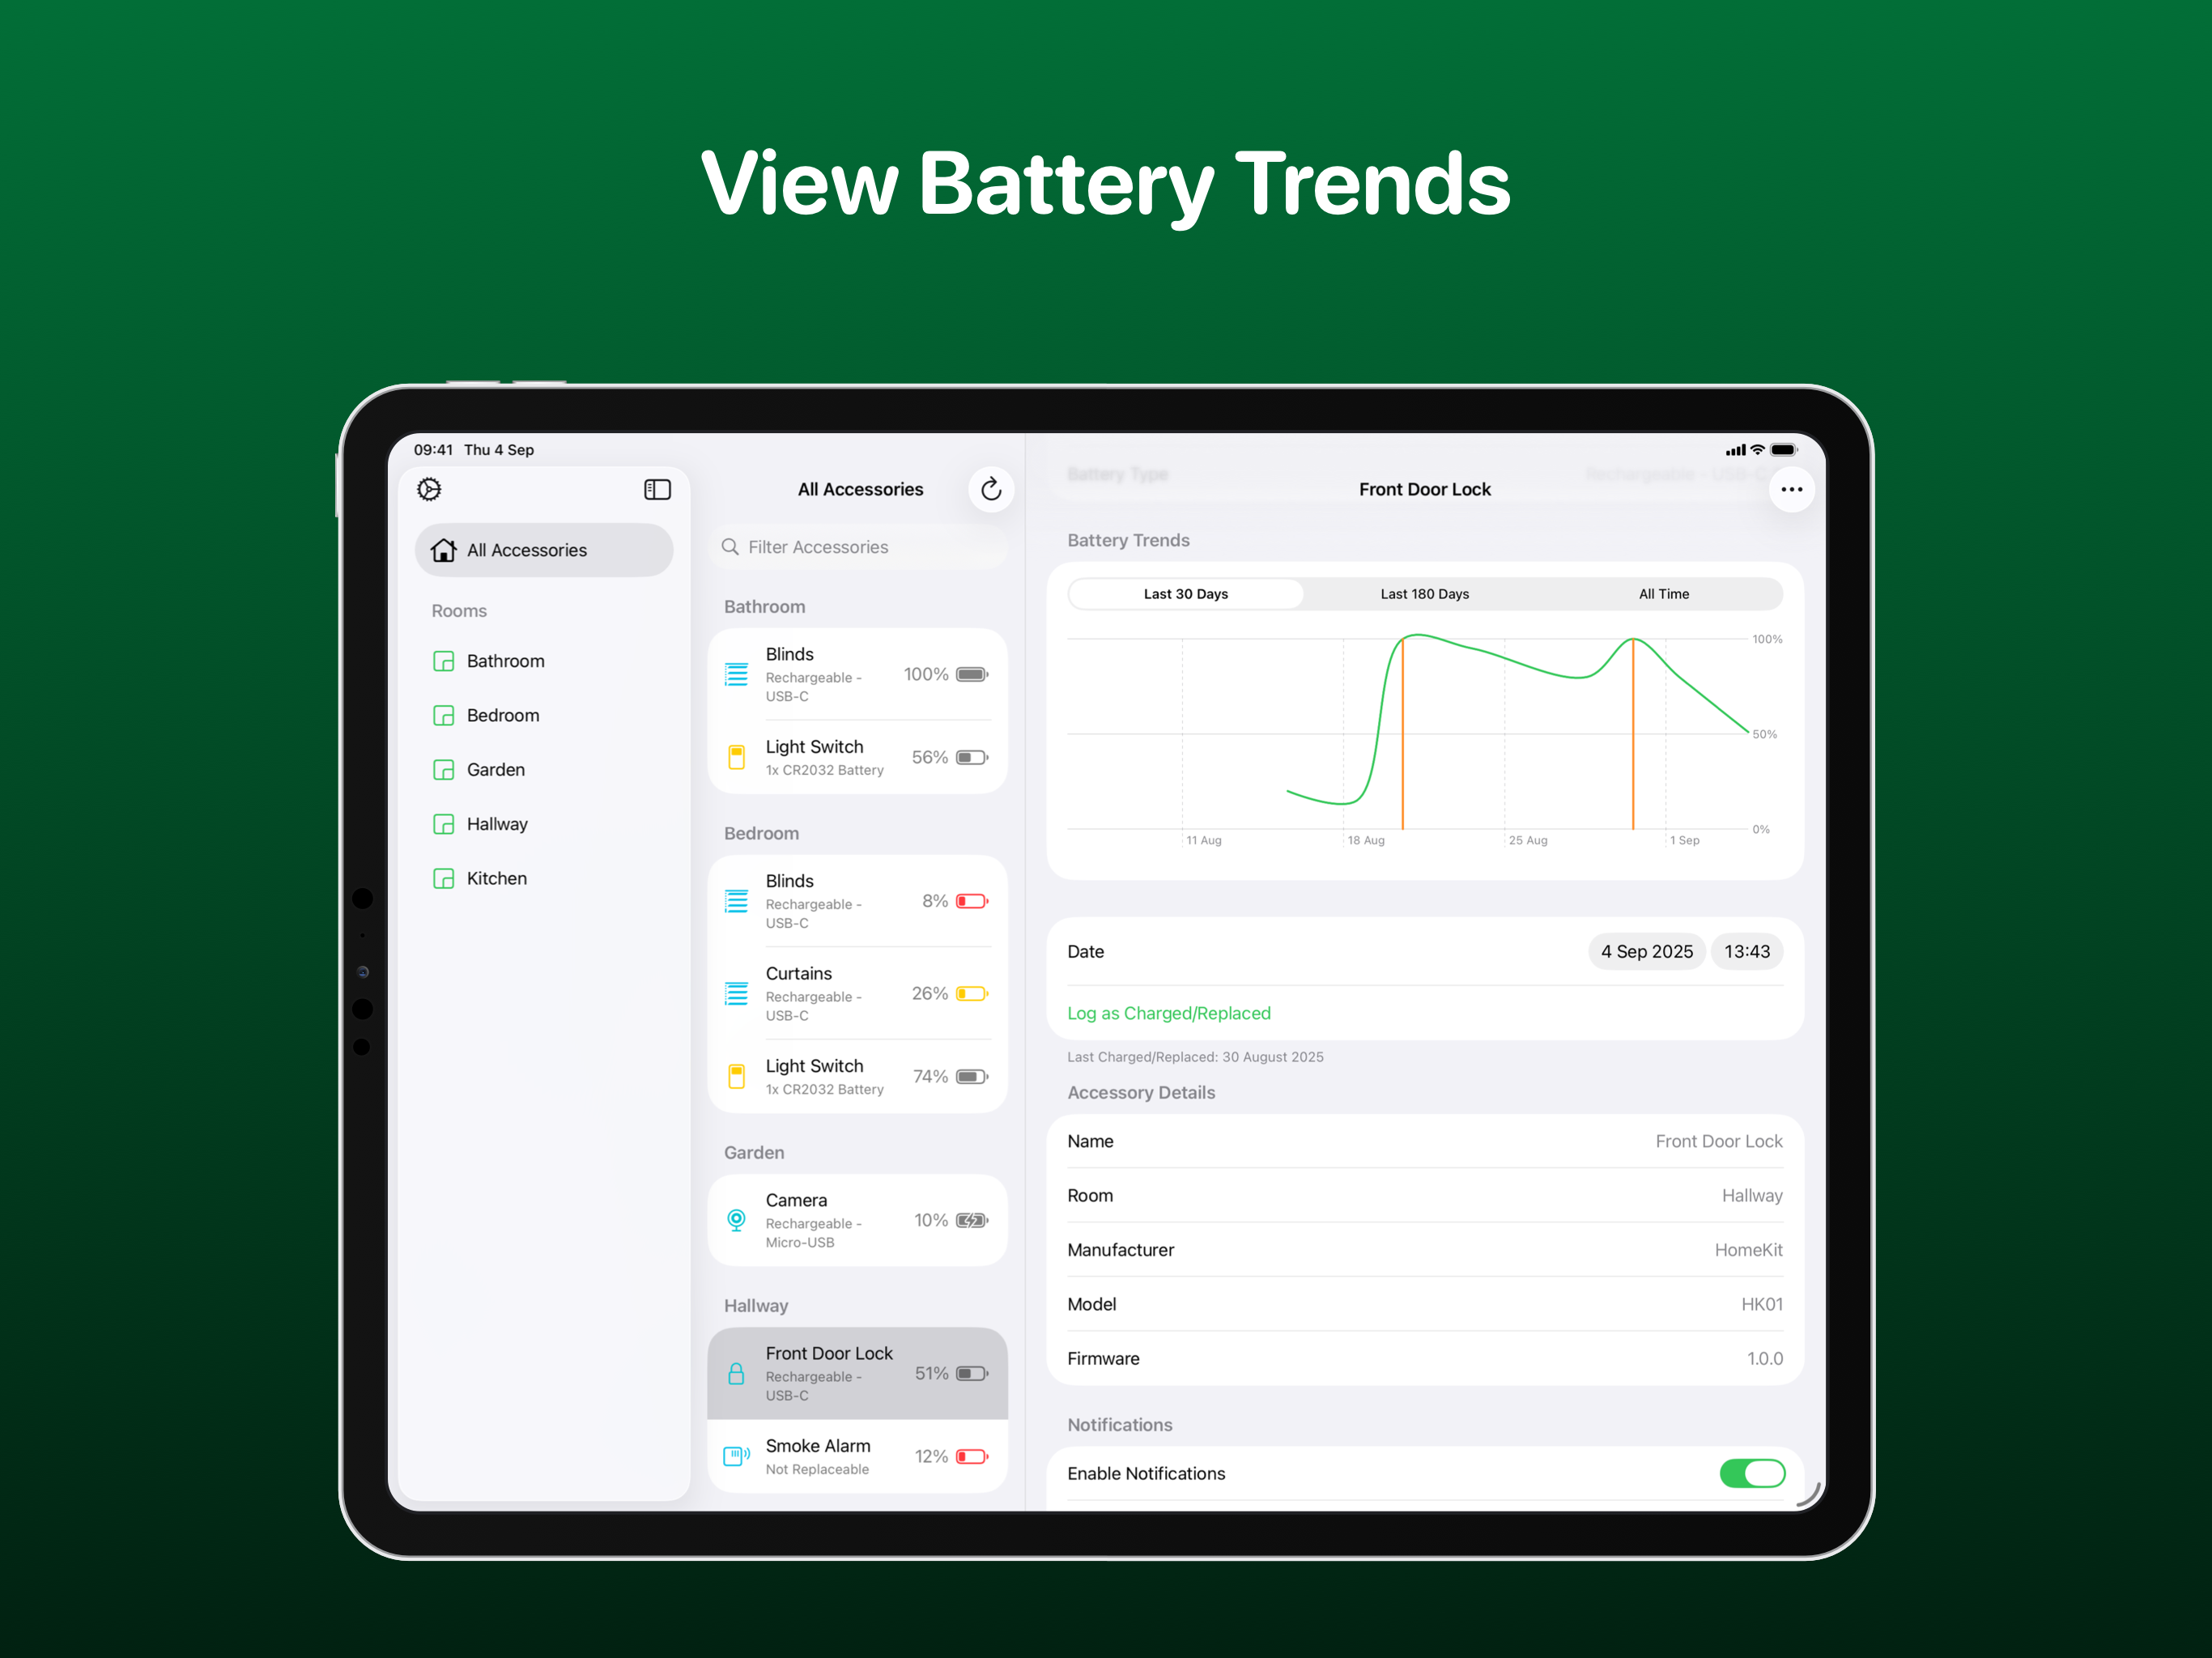 View Battery Trends
09:41 Thu 4 Sep
All Accessories
Rooms
Bathroom
Bedroom
Garden
Hallway
Kitchen
All Accessories
Filter Accessories
Bathroom
Blinds
Rechargeable -
USB-C
100%
Light Switch
1x CR2032 Battery
56%
Bedroom
Blinds
Rechargeable -
USB-C
8%
Curtains
Rechargeable -
USB-C
26%
Light Switch
1x CR2032 Battery
74%
Garden
Camera
Rechargeable -
Micro-USB
10%
Hallway
Front Door Lock
Rechargeable -
USB-C
51%
Smoke Alarm
Not Replaceable
12%
Battery Type Rechargeable - USB-C
Front Door Lock
Battery Trends
Last 30 Days Last 180 Days All Time
100%
50%
0%
11 Aug 18 Aug 25 Aug 1 Sep
Date 4 Sep 2025 13:43
Log as Charged/Replaced
Last Charged/Replaced: 30 August 2025
Accessory Details
Name Front Door Lock
Room Hallway
Manufacturer HomeKit
Model HK01
Firmware 1.0.0
Notifications
Enable Notifications